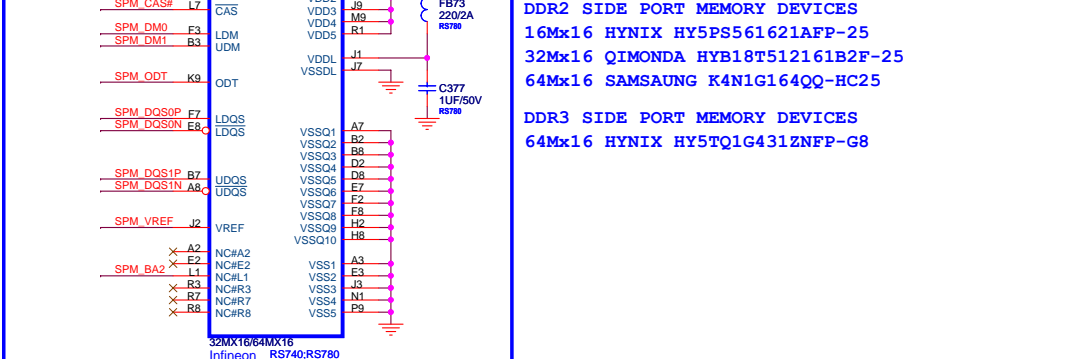 SPM_CAS# L7 CAS
SPM_DM0 F3 LDM
SPM_DM1 B3 UDM
SPM_ODT K9 ODT
SPM_DQS0P F7 LDQS
SPM_DQS0N E8 LDQS
SPM_DQS1P B7 UDQS
SPM_DQS1N A8 UDQS
SPM_VREF J2 VREF
A2 NC#A2
E2 NC#E2
SPM_BA2 L1 NC#L1
R3 NC#R3
R7 NC#R7
R8 NC#R8
VDD3 J9
VDD4 M9
VDD5 R1
VDDL J1
VSSDL J7
VSSQ1 A7
VSSQ2 B2
VSSQ3 B8
VSSQ4 D2
VSSQ5 D8
VSSQ6 E7
VSSQ7 F2
VSSQ8 F8
VSSQ9 H2
VSSQ10 H8
VSS1 A3
VSS2 E3
VSS3 J3
VSS4 N1
VSS5 P9
32MX16/64MX16
Infineon RS740;RS780
FB73
220/2A
RS780
C377
1UF/50V
RS780
DDR2 SIDE PORT MEMORY DEVICES
16Mx16 HYNIX HY5PS561621AFP-25
32Mx16 QIMONDA HYB18T512161B2F-25
64Mx16 SAMSAUNG K4N1G164QQ-HC25
DDR3 SIDE PORT MEMORY DEVICES
64Mx16 HYNIX HY5TQ1G431ZNFP-G8